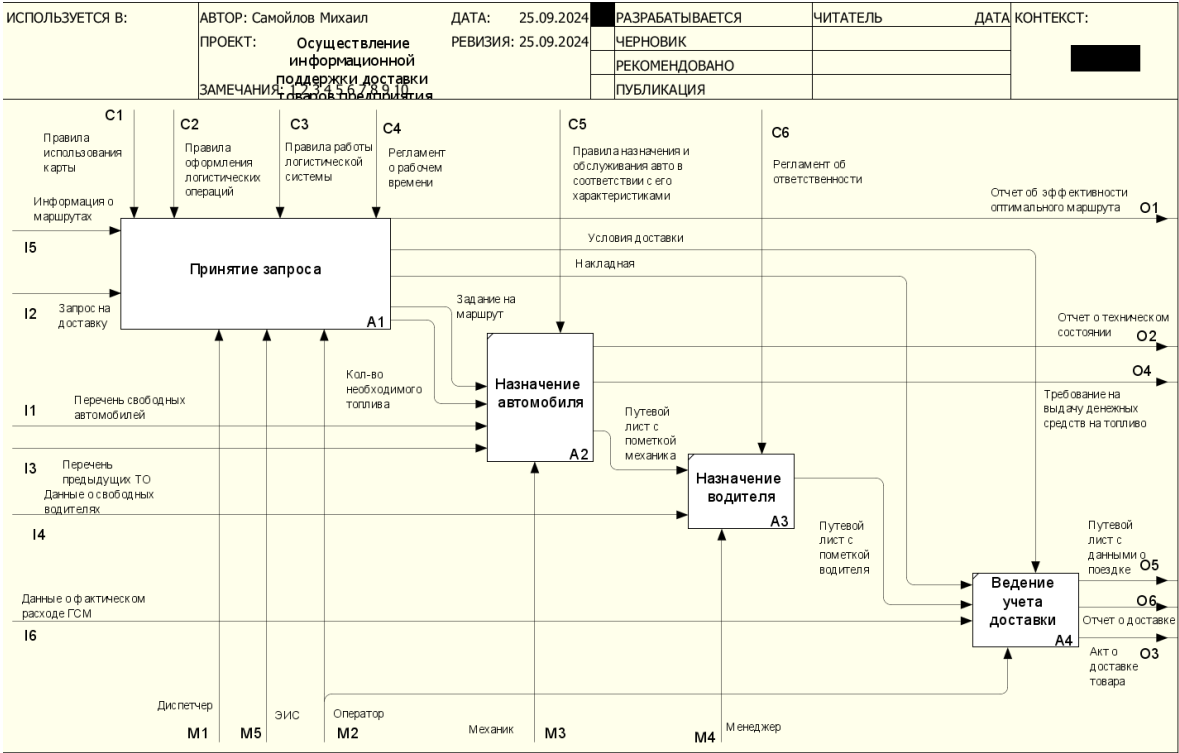 ИСПОЛЬЗУЕТСЯ В:
АВТОР: Самойлов Михаил
ДАТА: 25.09.2024
РАЗРАБАТЫВАЕТСЯ
ЧИТАТЕЛЬ
ДАТА
КОНТЕКСТ:
ПРОЕКТ:
Осуществление
информационной
поддержки доставки
товаров предприятия
РЕВИЗИЯ: 25.09.2024
ЧЕРНОВИК
РЕКОМЕНДОВАНО
ЗАМЕЧАНИЯ: 1 2 3 4 5 6 7 8 9 10
ПУБЛИКАЦИЯ
C1
Правила
использования
карты
C2
Правила
оформления
логистических
операций
C3
Правила работы
логистической
системы
C4
Регламент
о рабочем
времени
C5
Правила назначения и
обслуживания авто в
соответствии с его
характеристиками
C6
Регламент об
ответственности
Информация о
маршрутах
I5
Отчет об эффективности
оптимального маршрута
O1
Условия доставки
Накладная
Принятие запроса
A1
I2
Запрос на
доставку
Задание на
маршрут
Отчет о техническом
состоянии
O2
Кол-во
необходимого
топлива
Назначение
автомобиля
A2
O4
Требование на
выдачу денежных
средств на топливо
I1
Перечень свободных
автомобилей
Путевой
лист с
пометкой
механика
I3
Перечень
предыдущих ТО
Данные о свободных
водителях
I4
Назначение
водителя
A3
Путевой
лист с
пометкой
водителя
Путевой
лист с
данными о
поездке
O5
Ведение
учета
доставки
A4
O6
Отчет о доставке
O3
Акт о
доставке
товара
Данные о фактическом
расходе ГСМ
I6
Диспетчер
M1
M5
ЭИС
Оператор
M2
Механик
M3
M4
Менеджер